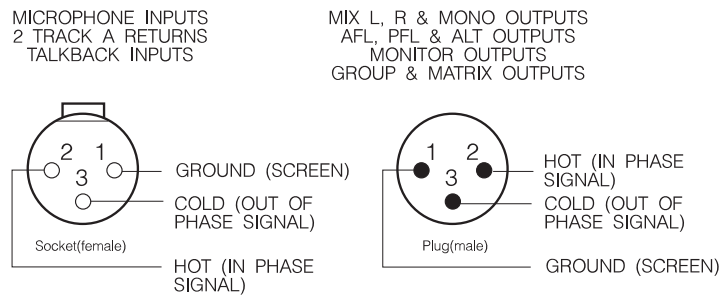 MICROPHONE INPUTS
2 TRACK A RETURNS
TALKBACK INPUTS
2 1
3
GROUND (SCREEN)
COLD (OUT OF
PHASE SIGNAL)
Socket(female)
HOT (IN PHASE
SIGNAL)
MIX L, R & MONO OUTPUTS
AFL, PFL & ALT OUTPUTS
MONITOR OUTPUTS
GROUP & MATRIX OUTPUTS
1 2
3
HOT (IN PHASE
SIGNAL)
COLD (OUT OF
PHASE SIGNAL)
Plug(male)
GROUND (SCREEN)